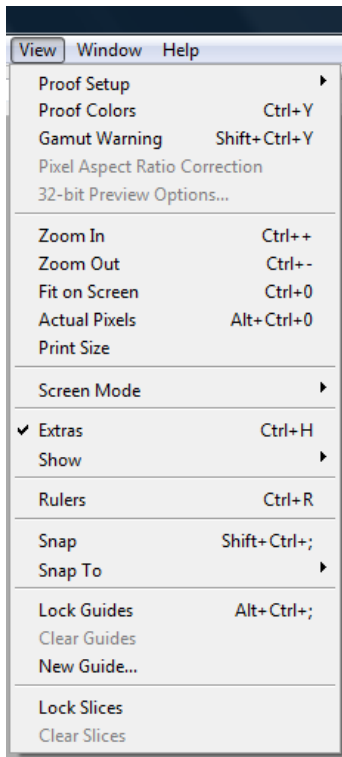 View Window Help
Proof Setup
Proof Colors Ctrl+Y
Gamut Warning Shift+Ctrl+Y
Pixel Aspect Ratio Correction
32-bit Preview Options...
Zoom In Ctrl++
Zoom Out Ctrl+-
Fit on Screen Ctrl+0
Actual Pixels Alt+Ctrl+0
Print Size
Screen Mode
Extras Ctrl+H
Show
Rulers Ctrl+R
Snap Shift+Ctrl+;
Snap To
Lock Guides Alt+Ctrl+;
Clear Guides
New Guide...
Lock Slices
Clear Slices